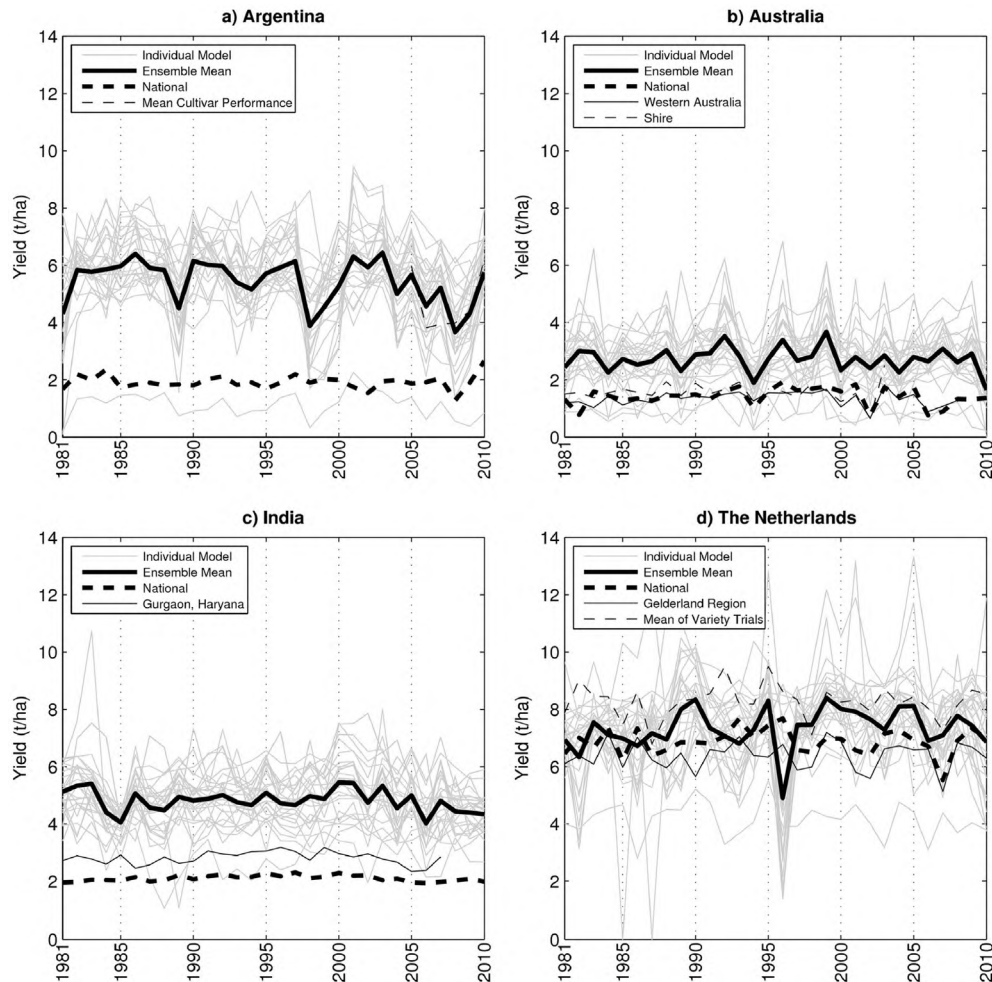 a) Argentina
Individual Model
Ensemble Mean
National
Mean Cultivar Performance
Yield (t/ha)
14
12
10
8
6
4
2
0
1981
1985
1990
1995
2000
2005
2010
b) Australia
Individual Model
Ensemble Mean
National
Western Australia
Shire
Yield (t/ha)
14
12
10
8
6
4
2
0
1981
1985
1990
1995
2000
2005
2010
c) India
Individual Model
Ensemble Mean
National
Gurgaon, Haryana
Yield (t/ha)
14
12
10
8
6
4
2
0
1981
1985
1990
1995
2000
2005
2010
d) The Netherlands
Individual Model
Ensemble Mean
National
Gelderland Region
Mean of Variety Trials
Yield (t/ha)
14
12
10
8
6
4
2
0
1981
1985
1990
1995
2000
2005
2010